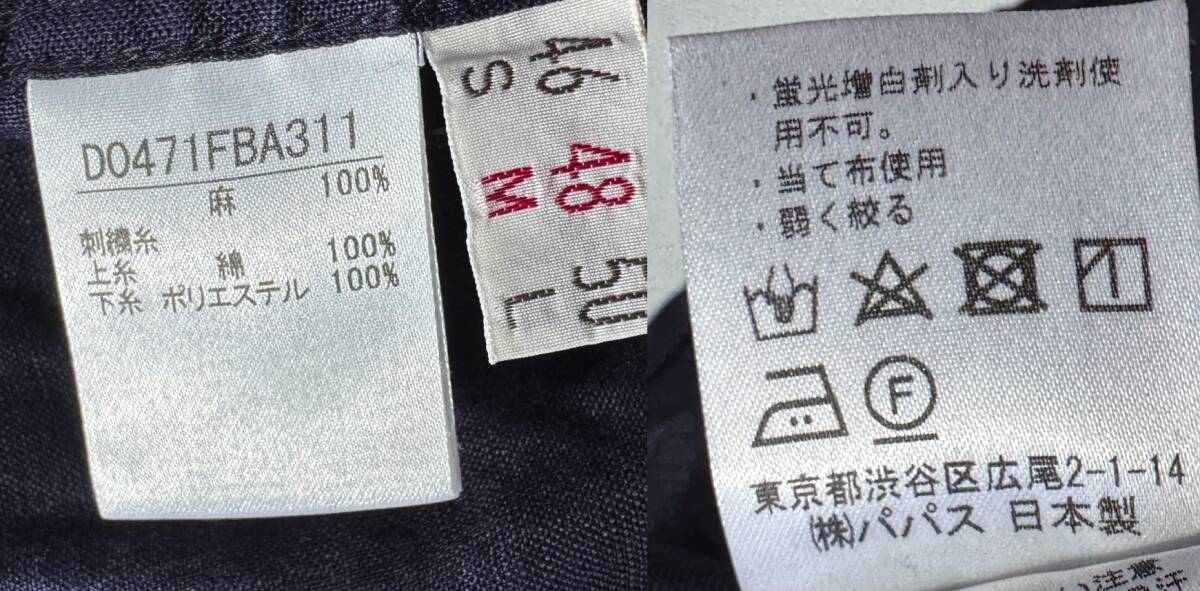 D0471FBA311
麻 100%
刺繍糸
上糸 綿 100%
下糸 ポリエステル 100%
46 48 50
S M L
・蛍光増白剤入り洗剤使
用不可。
・当て布使用
・弱く絞る
F
東京都渋谷区広尾2-1-14
(株)パパス 日本製